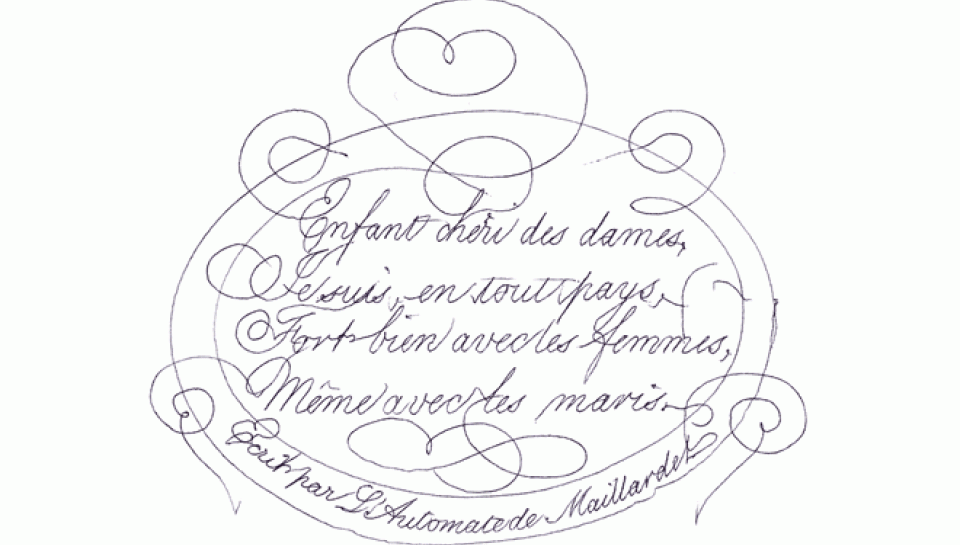 Enfant chéri des dames,
Je suis, en tout pays,
Fort bien avec les femmes,
Même avec les maris.
Ecrit par L'Automate de Maillardet